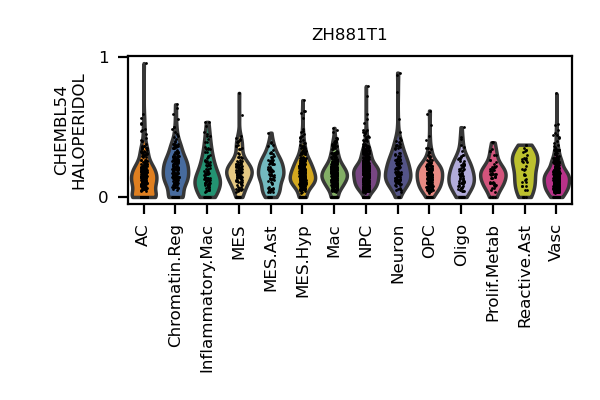 ZH881T1
CHEMBL54
HALOPERIDOL
1
0
AC
Chromatin.Reg
Inflammatory.Mac
MES
MES.Ast
MES.Hyp
Mac
NPC
Neuron
OPC
Oligo
Prolif.Metab
Reactive.Ast
Vasc